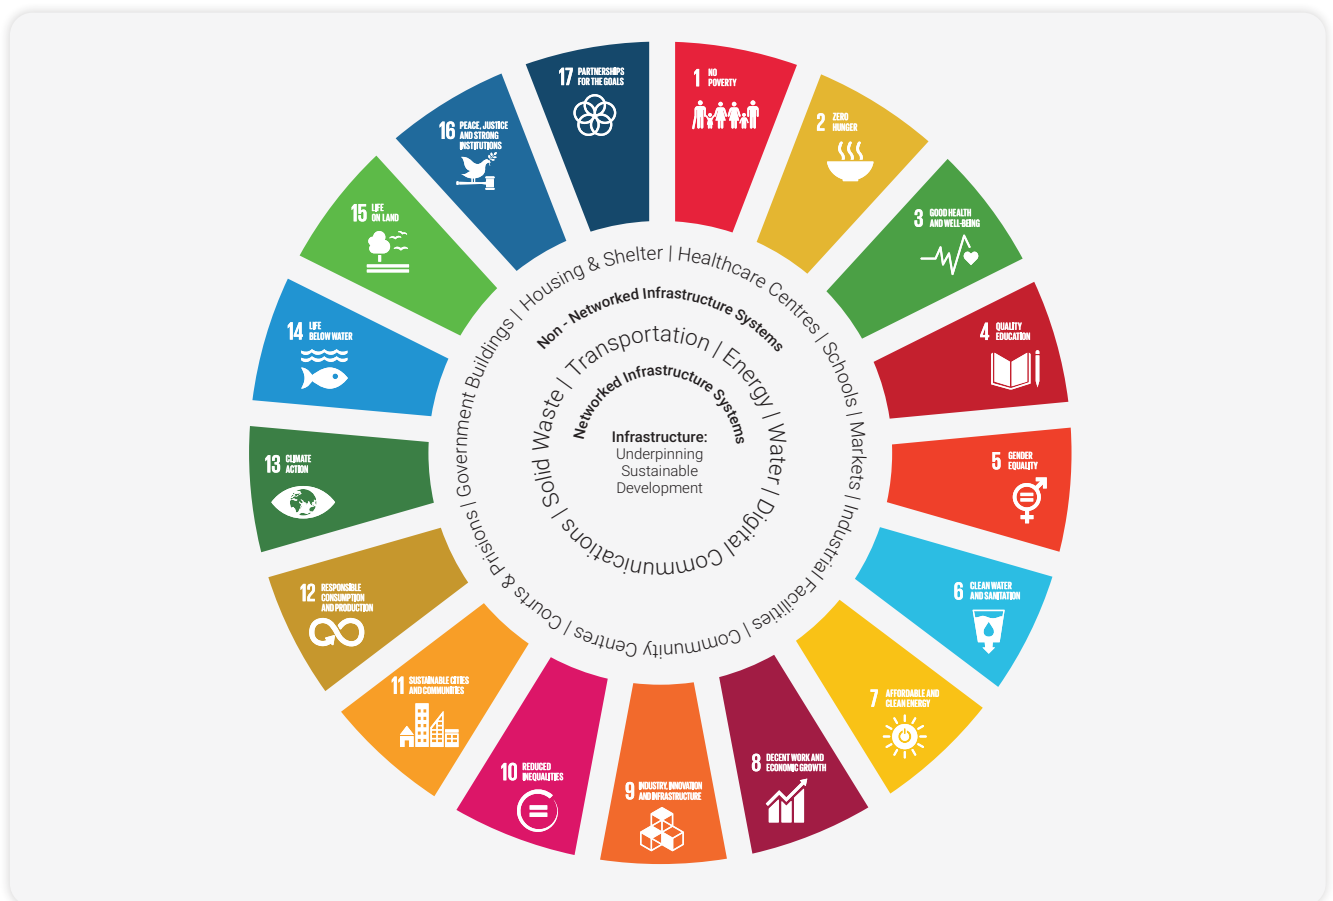 17 PARTNERSHIPS
FOR THE GOALS
1 NO
POVERTY
2 ZERO
HUNGER
3 GOOD HEALTH
AND WELL-BEING
4 QUALITY
EDUCATION
5 GENDER
EQUALITY
6 CLEAN WATER
AND SANITATION
7 AFFORDABLE AND
CLEAN ENERGY
8 DECENT WORK AND
ECONOMIC GROWTH
9 INDUSTRY, INNOVATION
AND INFRASTRUCTURE
10 REDUCED
INEQUALITIES
11 SUSTAINABLE CITIES
AND COMMUNITIES
12 RESPONSIBLE
CONSUMPTION
AND PRODUCTION
13 CLIMATE
ACTION
14 LIFE
BELOW WATER
15 LIFE
ON LAND
16 PEACE, JUSTICE
AND STRONG
INSTITUTIONS
Housing & Shelter | Healthcare Centres | Schools | Markets | Industrial Facilities | Community Centres | Courts & Prisions | Government Buildings |
Non - Networked Infrastructure Systems
Transportation | Energy | Water | Digital Communications | Solid Waste |
Networked Infrastructure Systems
Infrastructure:
Underpinning
Sustainable
Development